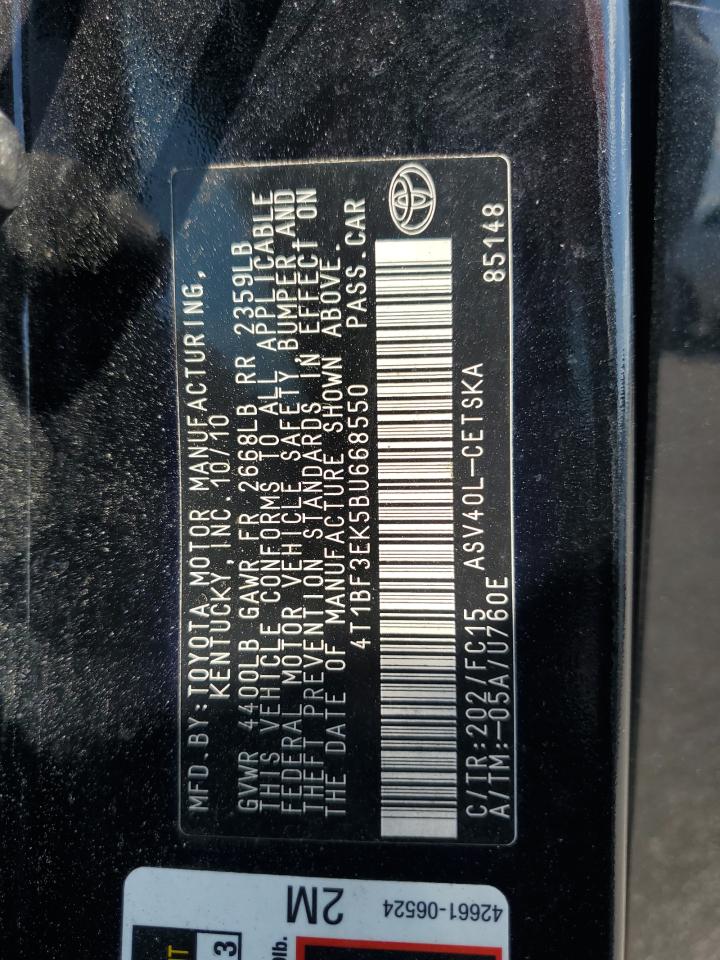 MFD. BY:TOYOTA MOTOR MANUFACTURING,
KENTUCKY, INC. 10/10
GVWR 4400LB GAWR FR 2668LB RR 2359LB
THIS VEHICLE CONFORMS TO ALL APPLICABLE
FEDERAL MOTOR VEHICLE SAFETY, BUMPER AND
THEFT PREVENTION STANDARDS IN EFFECT ON
THE DATE OF MANUFACTURE SHOWN ABOVE.
4T1BF3EK5BU668550 PASS. CAR
C/TR:202/FC15 ASV40L-CETSKA 85148
A/TM:-05A/U760E
2M
42661-06524
3
0lb.